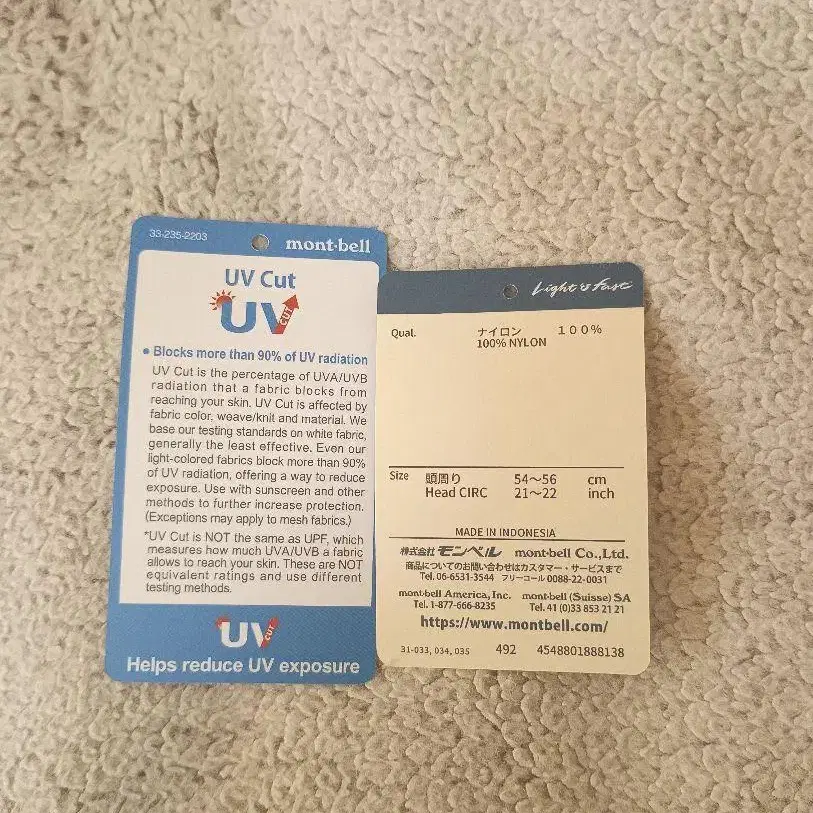 33-235-2203
mont·bell
UV Cut
UV CUT
• Blocks more than 90% of UV radiation
UV Cut is the percentage of UVA/UVB
radiation that a fabric blocks from
reaching your skin. UV Cut is affected by
fabric color, weave/knit and material. We
base our testing standards on white fabric,
generally the least effective. Even our
light-colored fabrics block more than 90%
of UV radiation, offering a way to reduce
exposure. Use with sunscreen and other
methods to further increase protection.
(Exceptions may apply to mesh fabrics.)
*UV Cut is NOT the same as UPF, which
measures how much UVA/UVB a fabric
allows to reach your skin. These are NOT
equivalent ratings and use different
testing methods.
UV CUT
Helps reduce UV exposure
Light & Fast
Qual. ナイロン 100%
100% NYLON
Size 頭周り 54～56 cm
Head CIRC 21～22 inch
MADE IN INDONESIA
株式会社 モンベル mont-bell Co.,Ltd.
商品についてのお問い合わせはカスタマー・サービスまで
Tel. 06-6531-3544 フリーコール 0088-22-0031
mont-bell America, Inc. mont-bell (Suisse) SA
Tel. 1-877-666-8235 Tel. 41 (0)33 853 21 21
https://www.montbell.com/
31-033, 034, 035 492 4548801888138